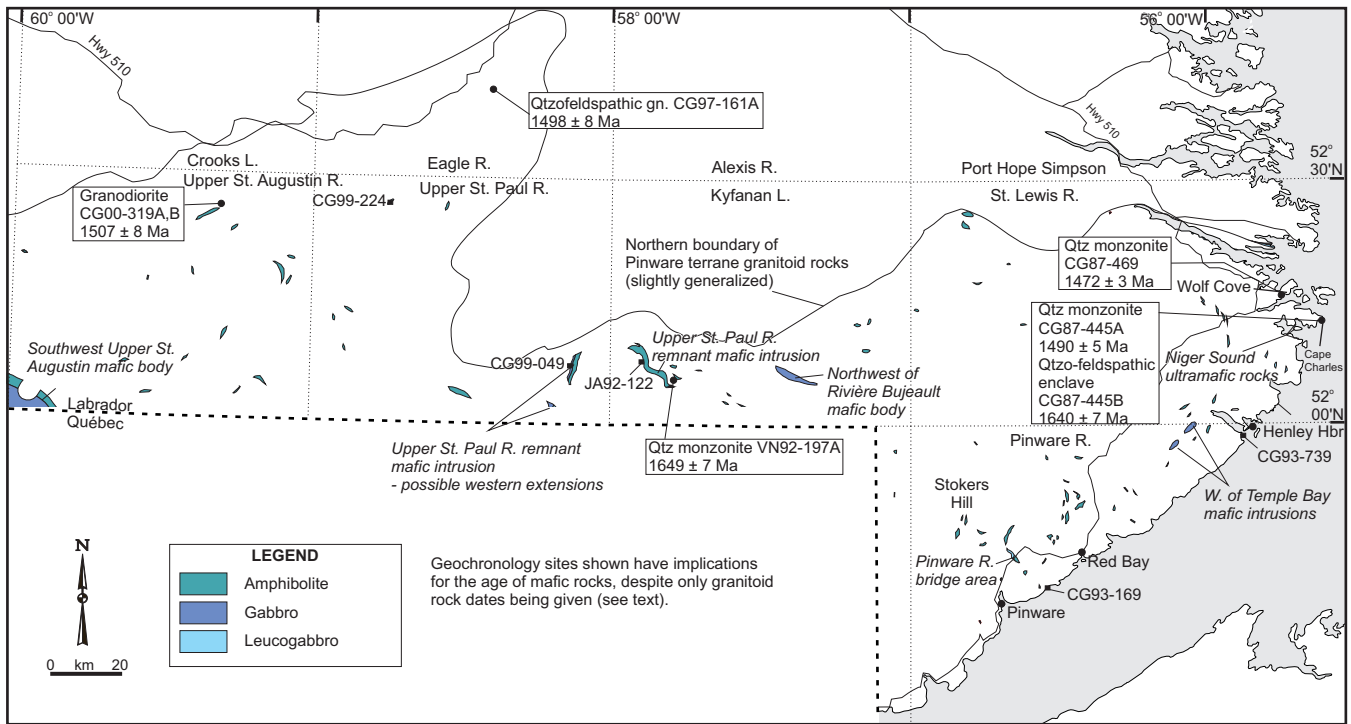 60° 00'W
58° 00'W
56° 00'W
Hwy 510
Hwy 510
Qtzofeldspathic gn. CG97-161A
1498 ± 8 Ma
52°
30'N
Crooks L.
Eagle R.
Alexis R.
Port Hope Simpson
Upper St. Augustin R.
Upper St. Paul R.
Kyfanan L.
St. Lewis R.
Granodiorite
CG00-319A,B
1507 ± 8 Ma
CG99-224
Northern boundary of
Pinware terrane granitoid rocks
(slightly generalized)
Qtz monzonite
CG87-469
1472 ± 3 Ma
Wolf Cove
Qtz monzonite
CG87-445A
1490 ± 5 Ma
Qtzo-feldspathic
enclave
CG87-445B
1640 ± 7 Ma
Niger Sound
ultramafic rocks
Cape
Charles
Southwest Upper St.
Augustin mafic body
CG99-049
JA92-122
Upper St. Paul R.
remnant mafic intrusion
Northwest of
Rivière Bujeault
mafic body
52°
00'N
Labrador
Québec
Upper St. Paul R. remnant
mafic intrusion
- possible western extensions
Qtz monzonite VN92-197A
1649 ± 7 Ma
Pinware R.
Henley Hbr
CG93-739
Stokers
Hill
W. of Temple Bay
mafic intrusions
Pinware R.
bridge area
Red Bay
CG93-169
Pinware
N
0 km 20
LEGEND
Amphibolite
Gabbro
Leucogabbro
Geochronology sites shown have implications
for the age of mafic rocks, despite only granitoid
rock dates being given (see text).